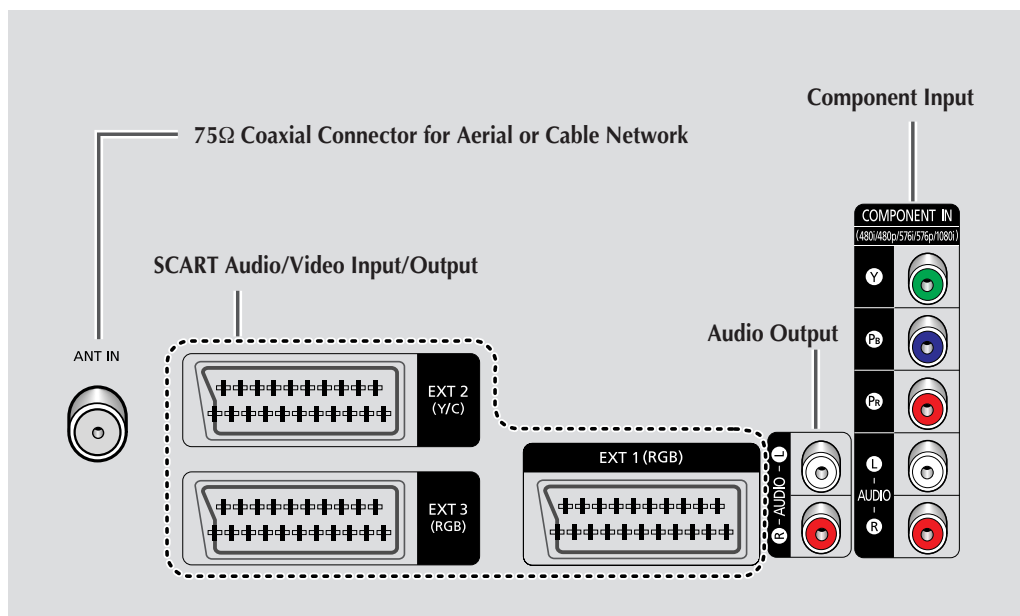 Component Input
75Ω Coaxial Connector for Aerial or Cable Network
COMPONENT IN
(480i/480p/576i/576p/1080i)
SCART Audio/Video Input/Output
Y
Audio Output
PB
ANT IN
EXT 2
(Y/C)
PR
EXT 1 (RGB)
R - AUDIO - L
L - AUDIO - R
EXT 3
(RGB)